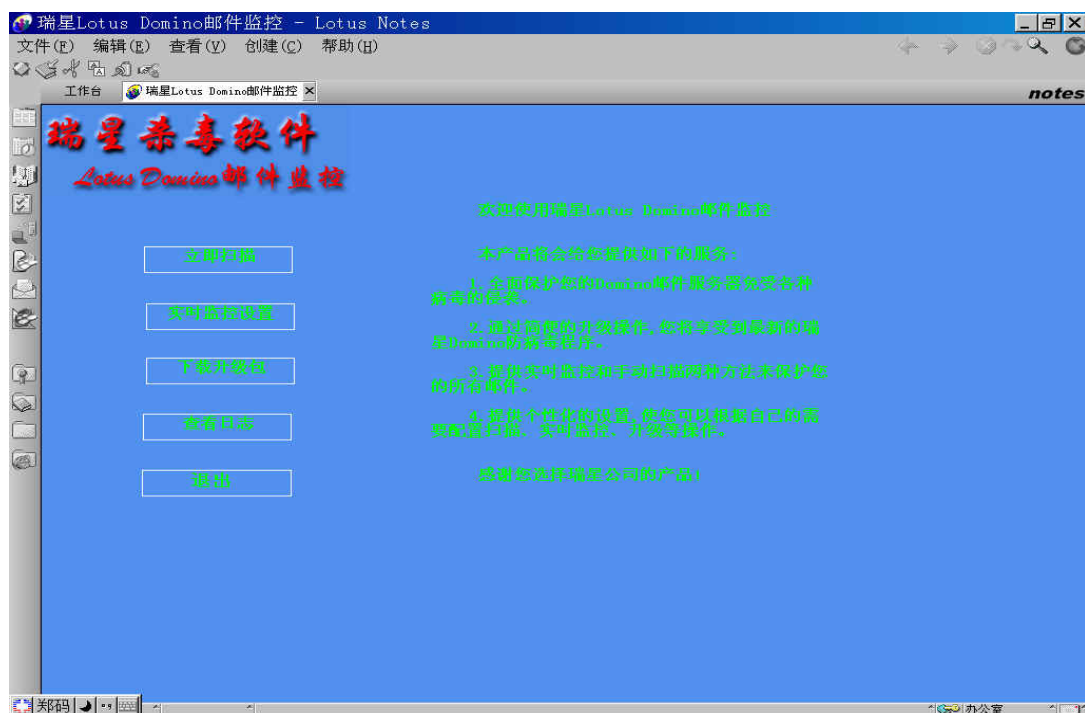 瑞星Lotus Domino邮件监控 - Lotus Notes
文件(F) 编辑(E) 查看(V) 创建(C) 帮助(H)
工作台 瑞星Lotus Domino邮件监控
notes
瑞星杀毒软件
Lotus Domino邮件监控
欢迎使用瑞星Lotus Domino邮件监控
立即扫描
实时监控设置
下载升级包
查看日志
退出
本产品将会给您提供如下的服务:
1.全面保护您的Domino邮件服务器免受各种
病毒的侵袭。
2.通过简便的升级操作,您将享受到最新的瑞
星Domino防病毒程序。
3.提供实时监控和手动扫描两种方法来保护您
的所有邮件。
4.提供个性化的设置,使您可以根据自己的需
要配置扫描、实时监控、升级等操作。
感谢您选择瑞星公司的产品!
郑码
办公室